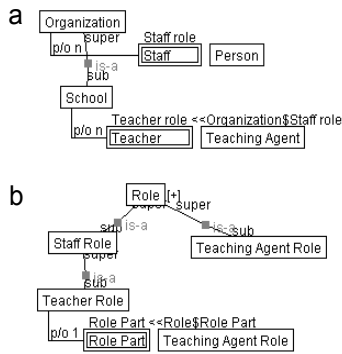 a
Organization
super
Staff role
p/o n
Staff
Person
is-a
sub
School
Teacher role <<Organization$Staff role
p/o n
Teacher
Teaching Agent
b
Role
[+]
super
super
sub
is-a
is-a
sub
Staff Role
Teaching Agent Role
super
is-a
sub
Teacher Role
Role Part <<Role$Role Part
p/o 1
Role Part
Teaching Agent Role